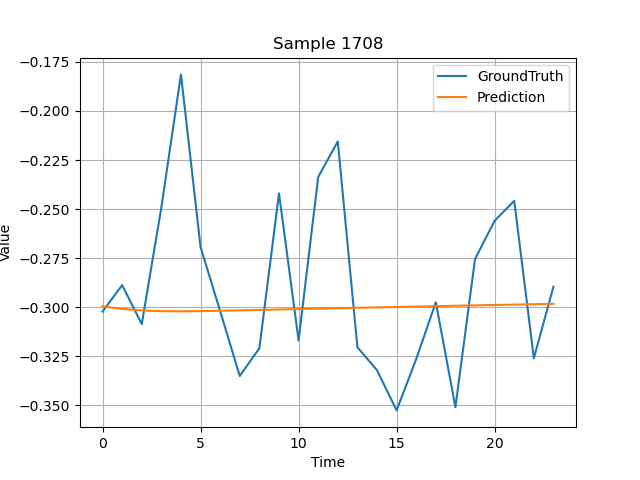 Sample 1708
GroundTruth
Prediction
−0.175
−0.200
−0.225
−0.250
−0.275
−0.300
−0.325
−0.350
Value
0 5 10 15 20
Time